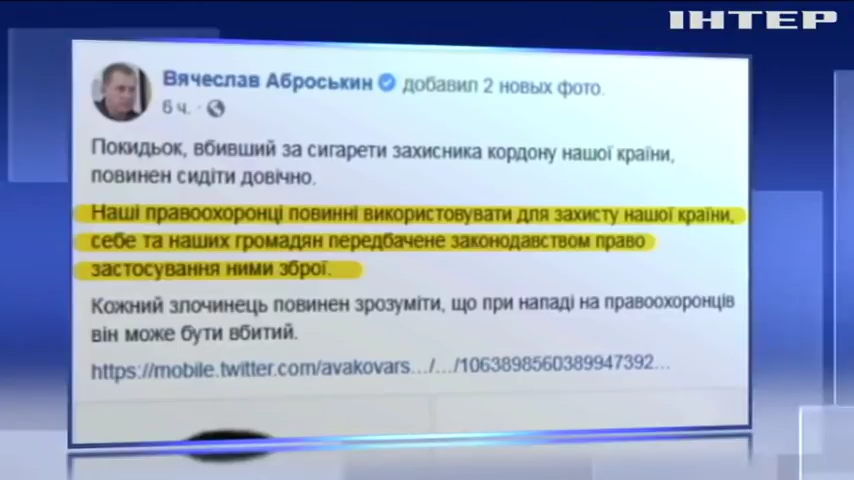 ІНТЕР
Вячеслав Аброськин добавил 2 новых фото.
6 ч. ·
Покидьок, вбивший за сигарети захисника кордону нашої країни,
повинен сидіти довічно.
Наші правоохоронці повинні використовувати для захисту нашої країни,
себе та наших громадян передбачене законодавством право
застосування ними зброї.
Кожний злочинець повинен зрозуміти, що при нападі на правоохоронців
він може бути вбитий.
https://mobile.twitter.com/avakovars.../.../1063898560389947392...